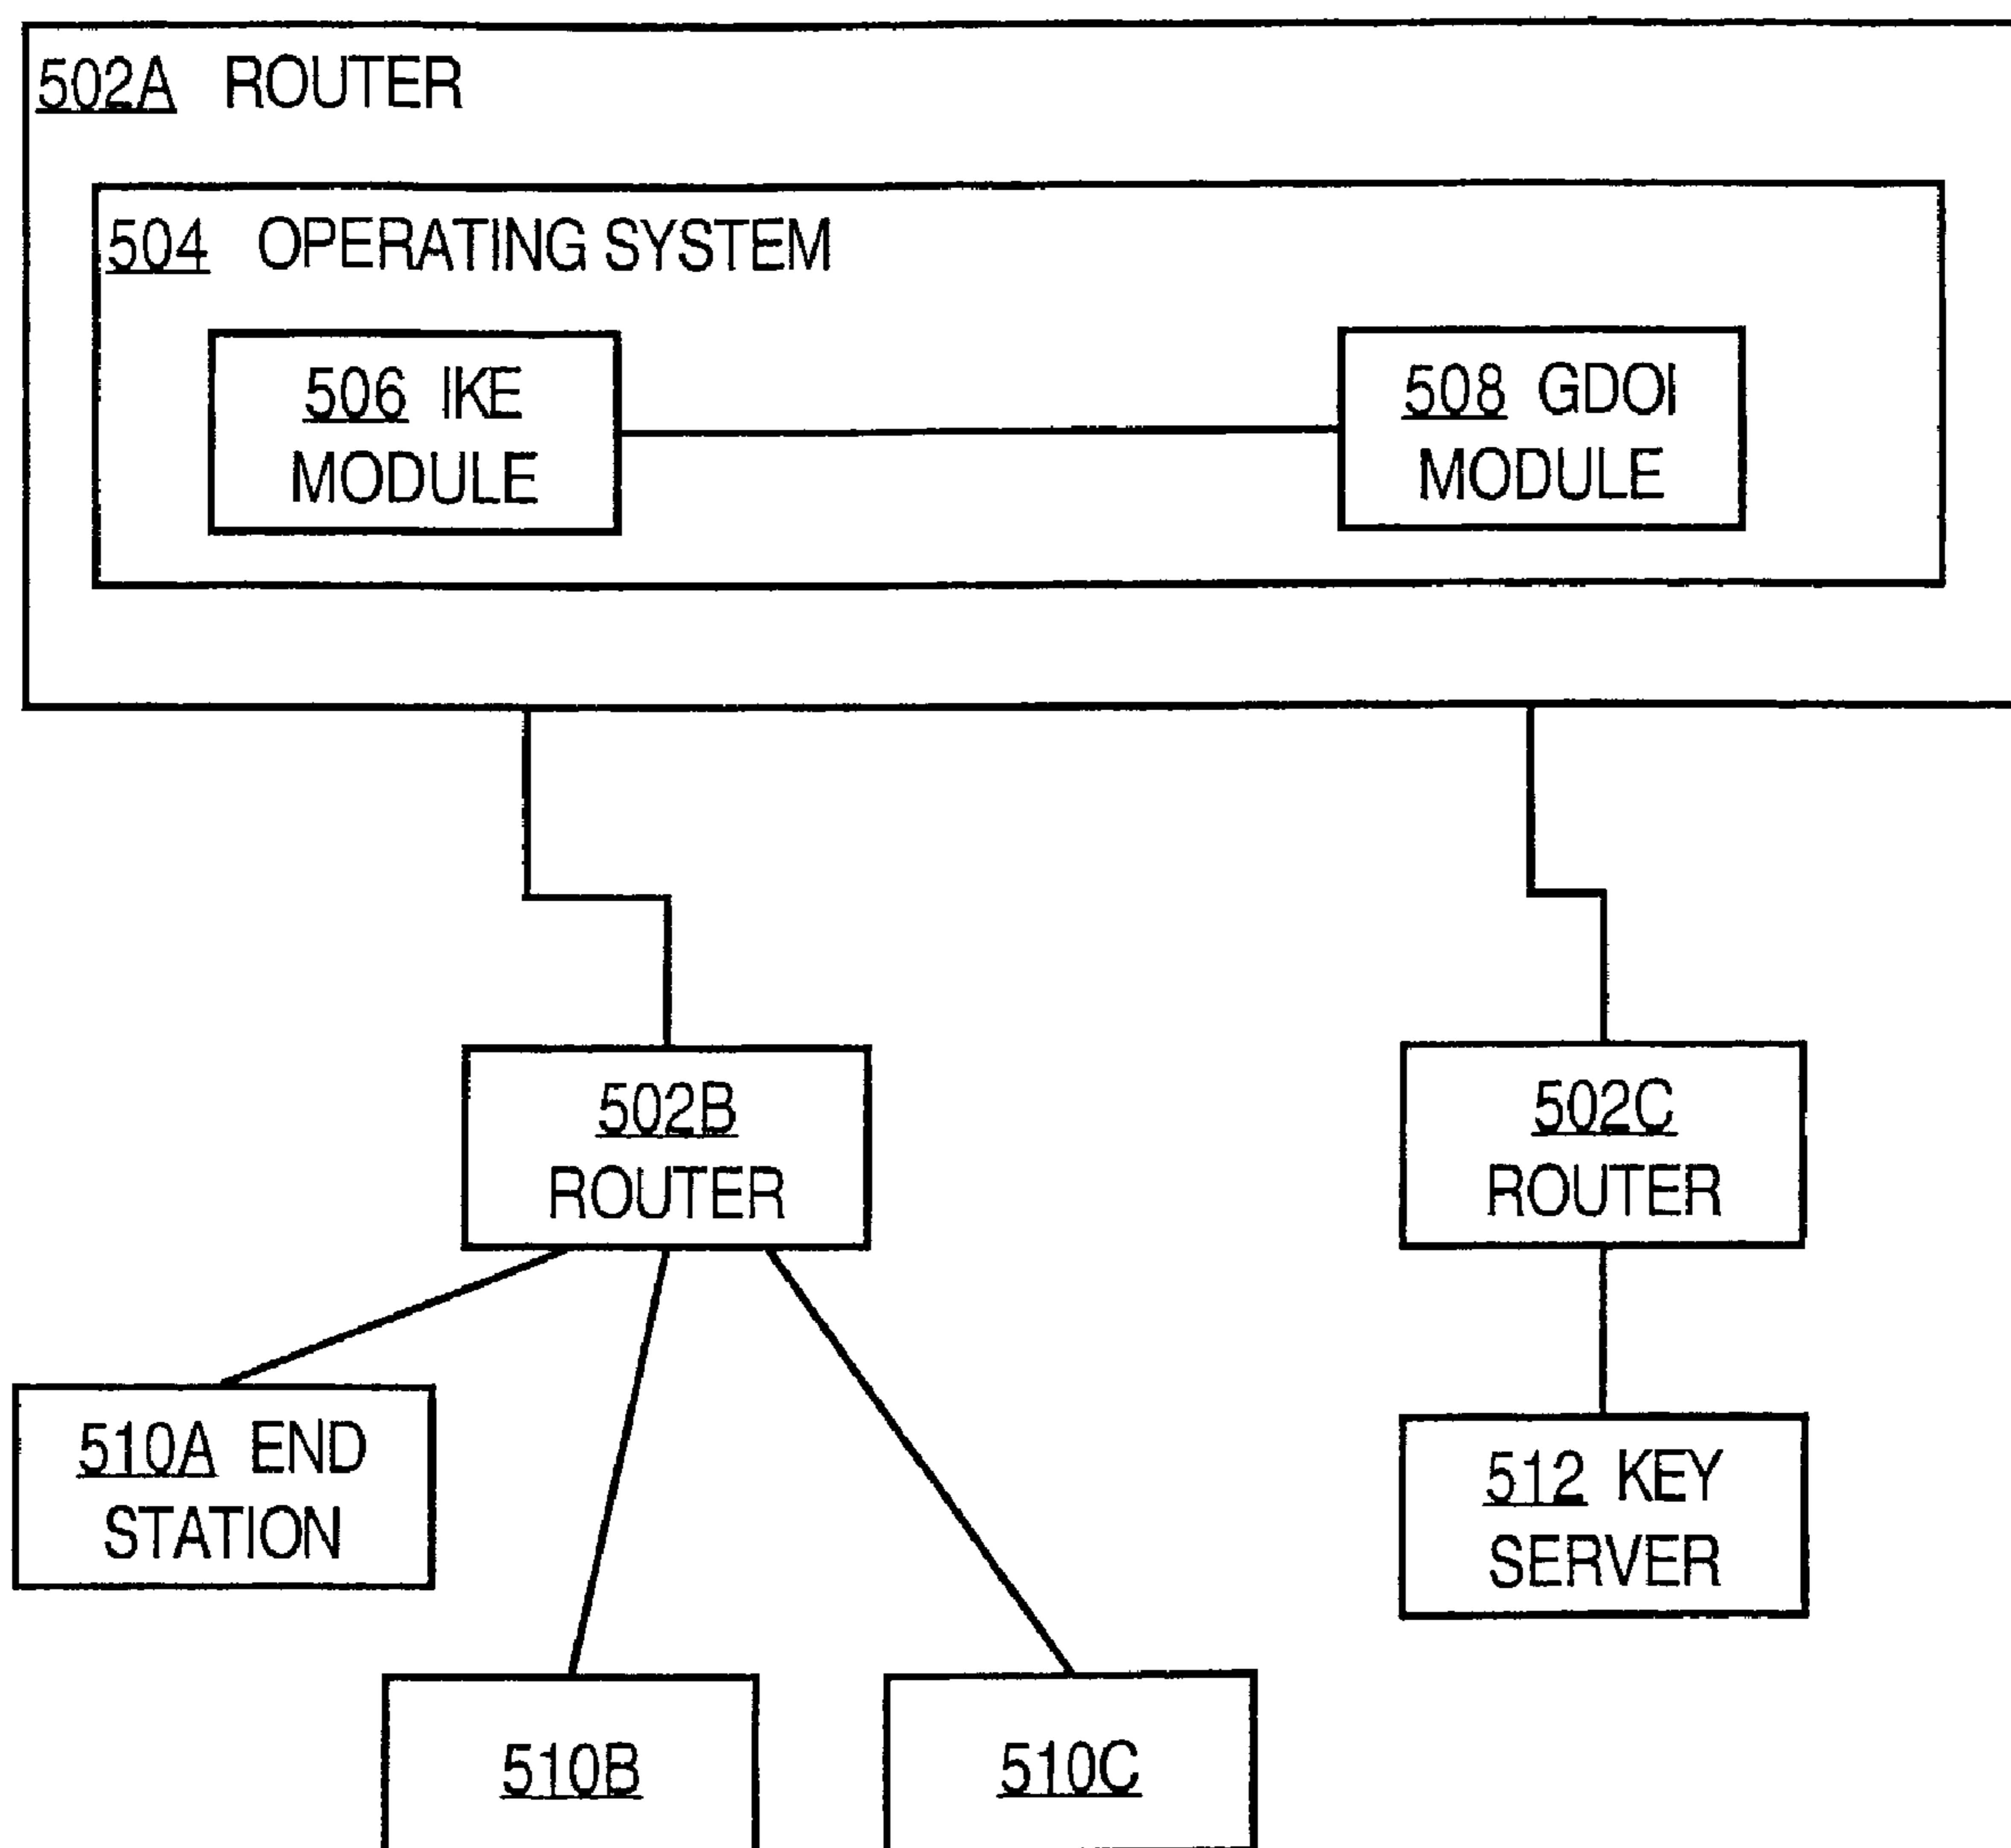 502A ROUTER
504 OPERATING SYSTEM
506 IKE
MODULE
508 GDOI
MODULE
502B
ROUTER
502C
ROUTER
510A END
STATION
512 KEY
SERVER
510B
510C